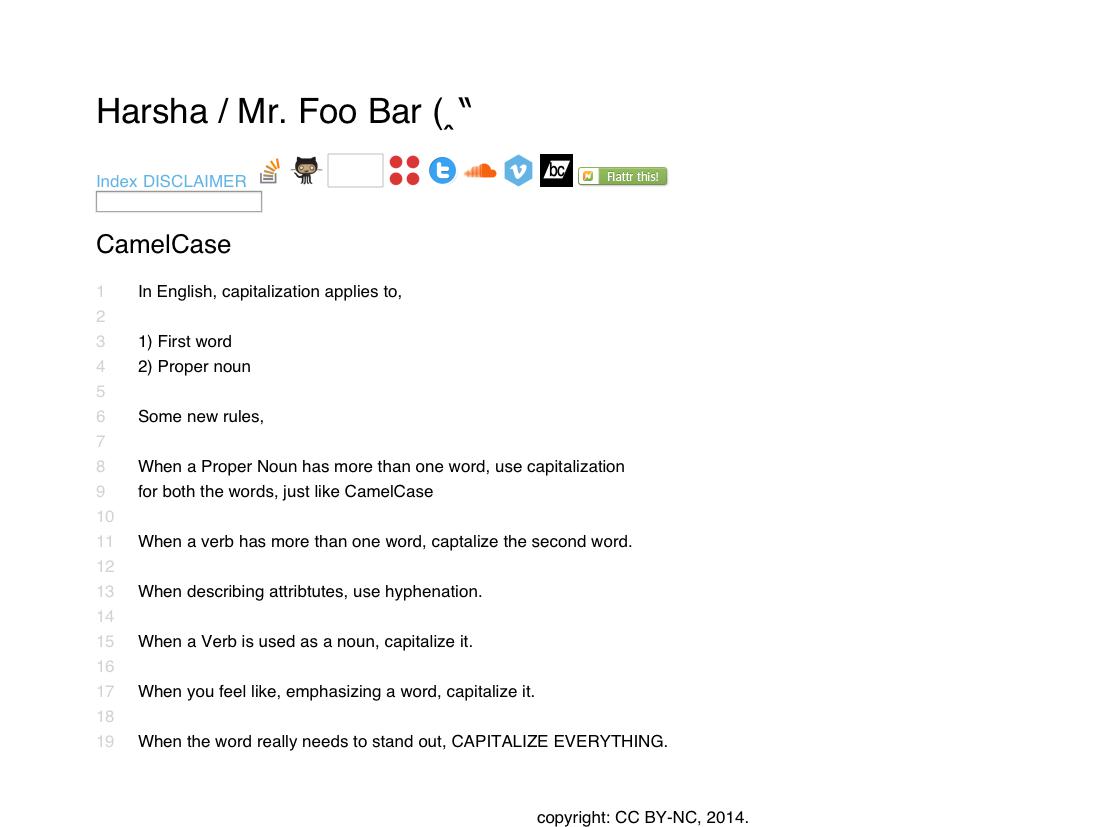 Harsha / Mr. Foo Bar (‸‟
Index DISCLAIMER bc Flattr this!
CamelCase
1 In English, capitalization applies to,
2
3 1) First word
4 2) Proper noun
5
6 Some new rules,
7
8 When a Proper Noun has more than one word, use capitalization
9 for both the words, just like CamelCase
10
11 When a verb has more than one word, captalize the second word.
12
13 When describing attribtutes, use hyphenation.
14
15 When a Verb is used as a noun, capitalize it.
16
17 When you feel like, emphasizing a word, capitalize it.
18
19 When the word really needs to stand out, CAPITALIZE EVERYTHING.
copyright: CC BY-NC, 2014.